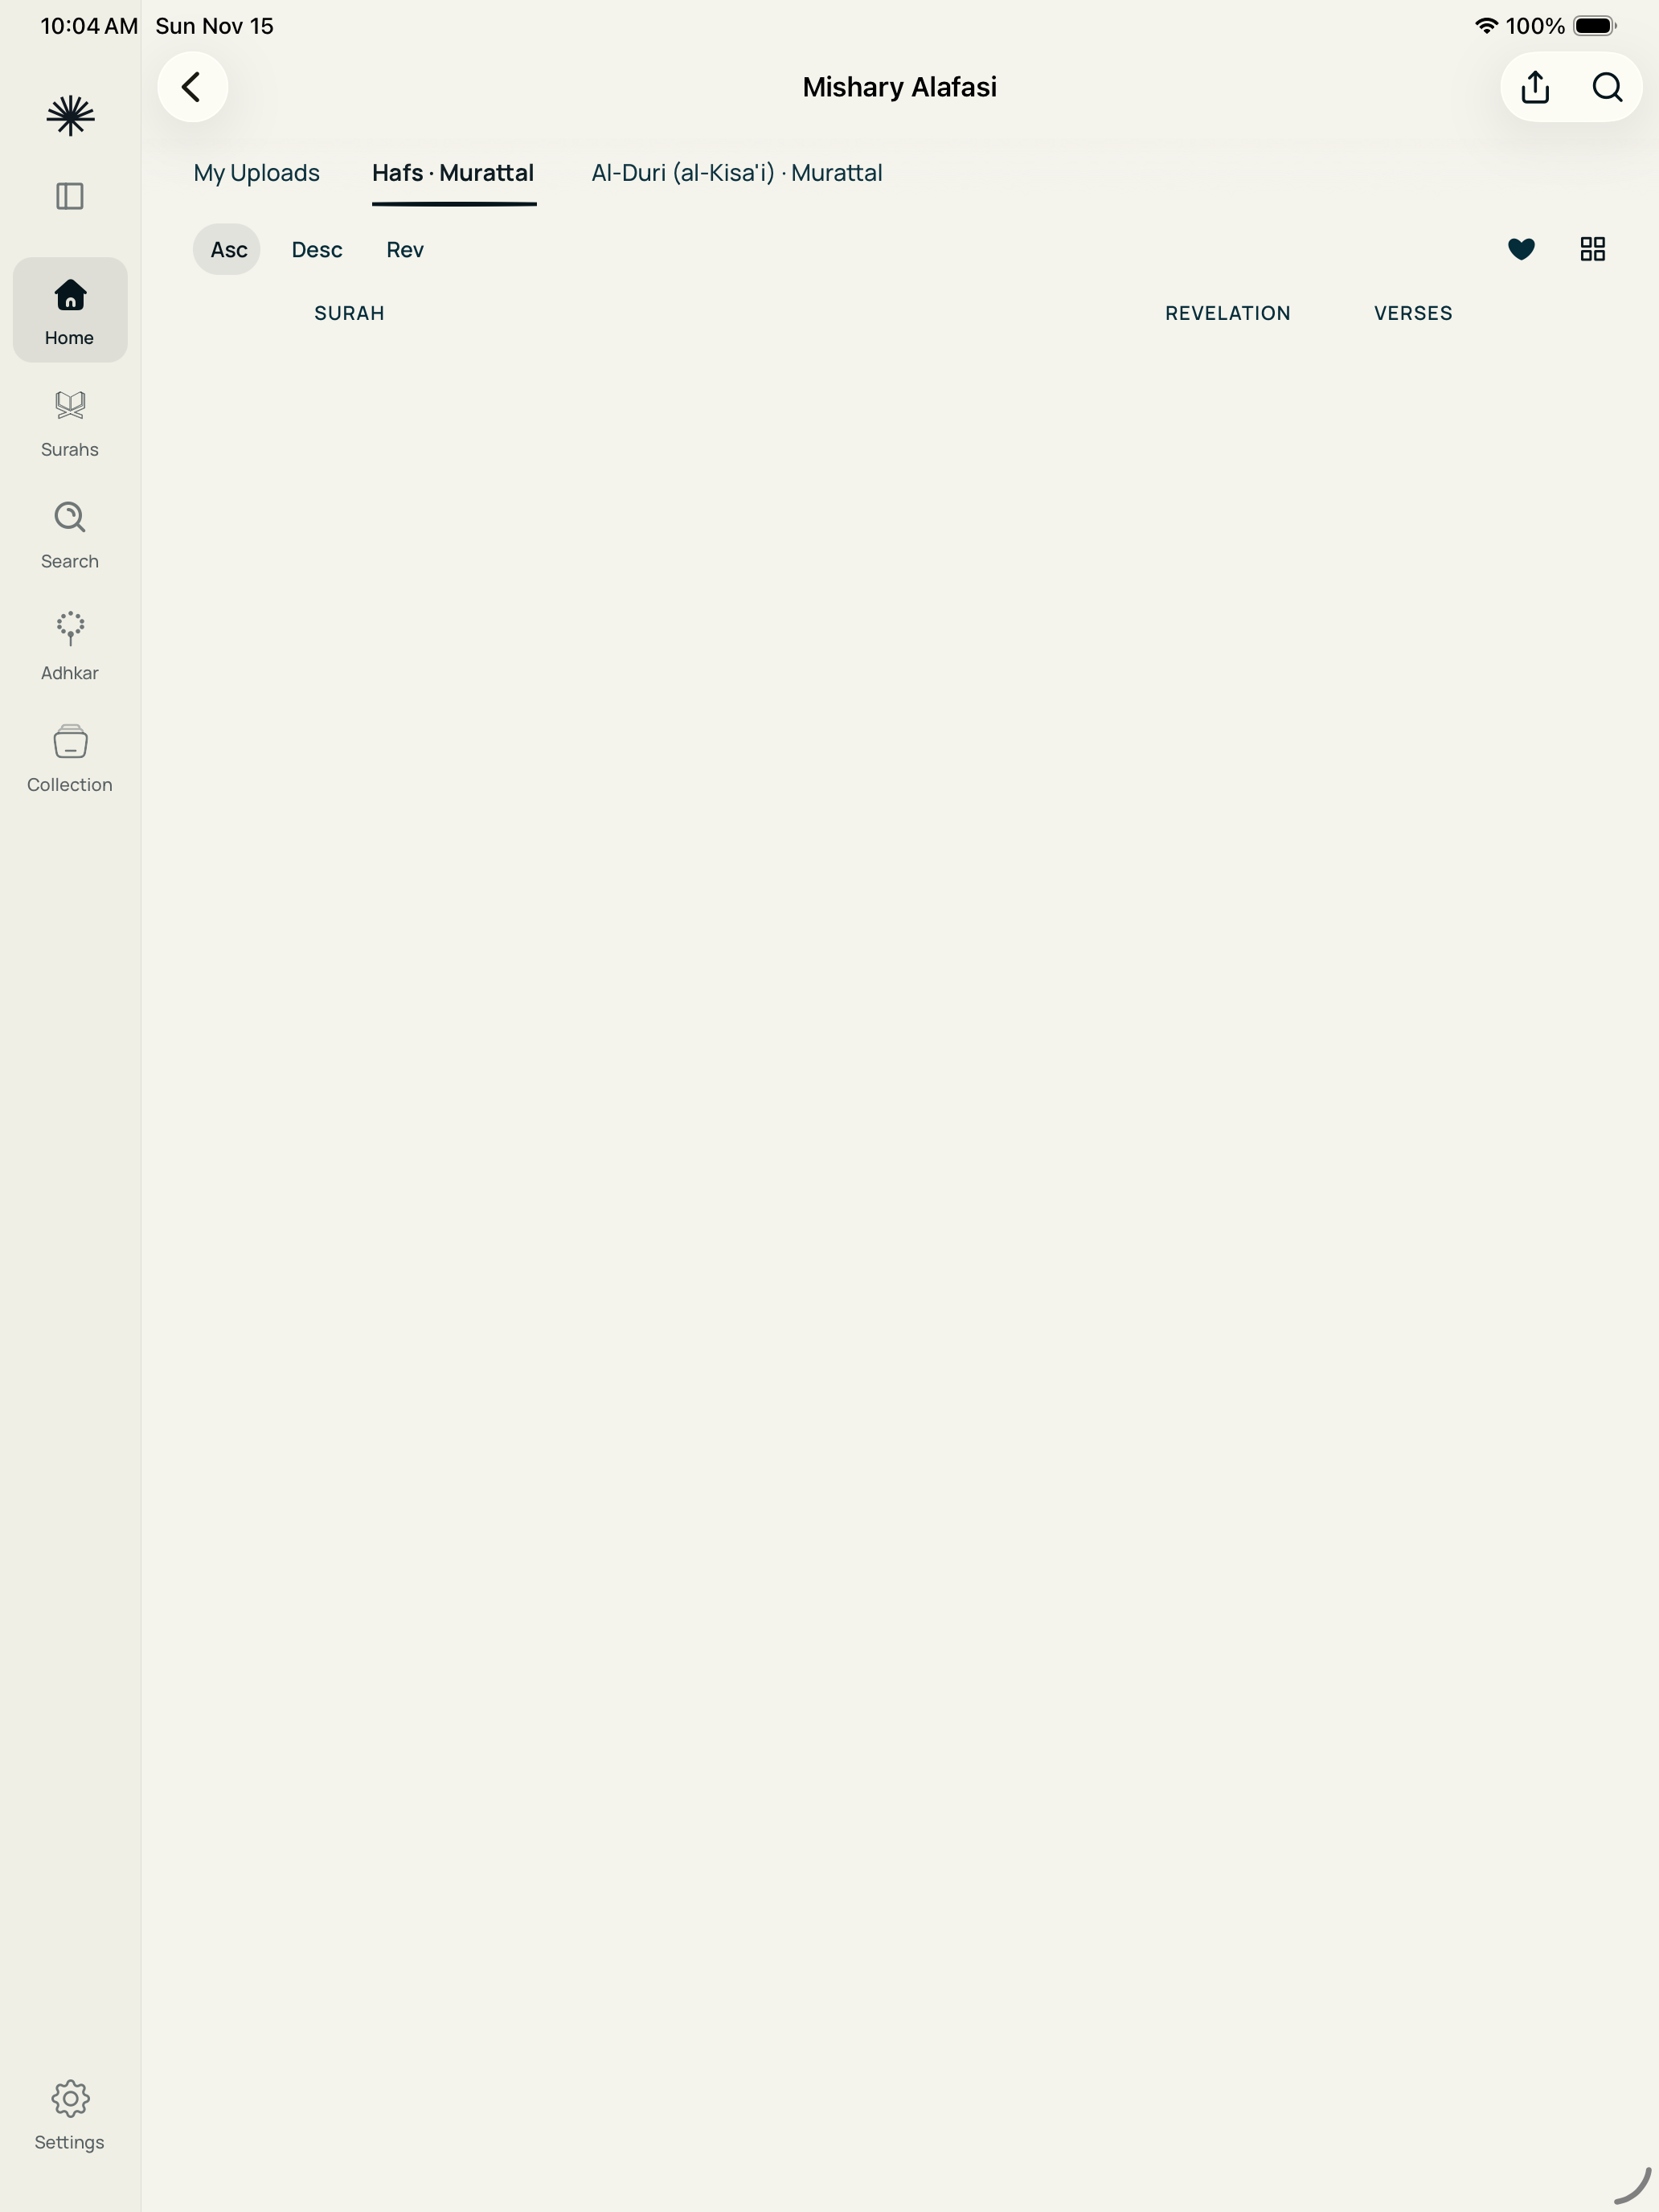 10:04 AM Sun Nov 15
100%
Mishary Alafasi
My Uploads
Hafs · Murattal
Al-Duri (al-Kisa'i) · Murattal
Asc
Desc
Rev
SURAH
REVELATION
VERSES
Home
Surahs
Search
Adhkar
Collection
Settings